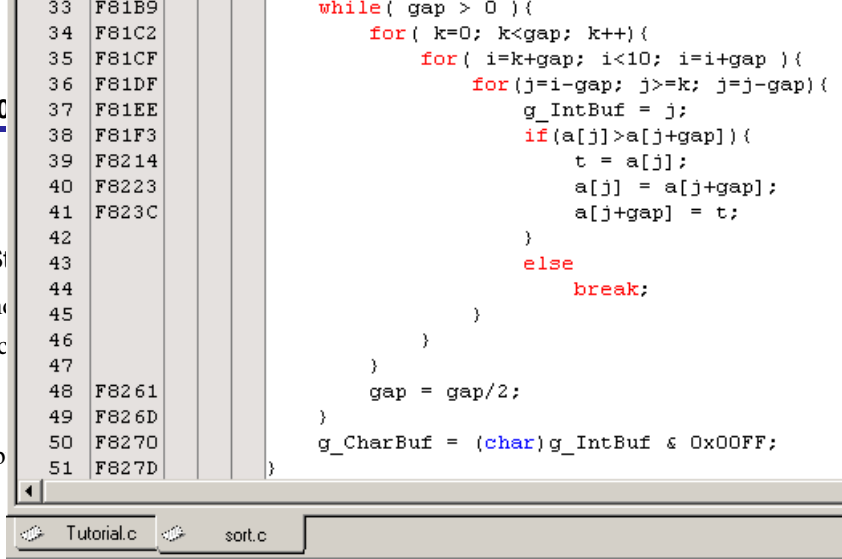 33 F81B9 while( gap > 0 ){
34 F81C2 for( k=0; k<gap; k++){
35 F81CF for( i=k+gap; i<10; i=i+gap ){
36 F81DF for(j=i-gap; j>=k; j=j-gap){
37 F81EE g_IntBuf = j;
38 F81F3 if(a[j]>a[j+gap]){
39 F8214 t = a[j];
40 F8223 a[j] = a[j+gap];
41 F823C a[j+gap] = t;
42 }
43 else
44 break;
45 }
46 }
47 }
48 F8261 gap = gap/2;
49 F826D }
50 F8270 g_CharBuf = (char)g_IntBuf & 0x00FF;
51 F827D }
Tutorial.c sort.c